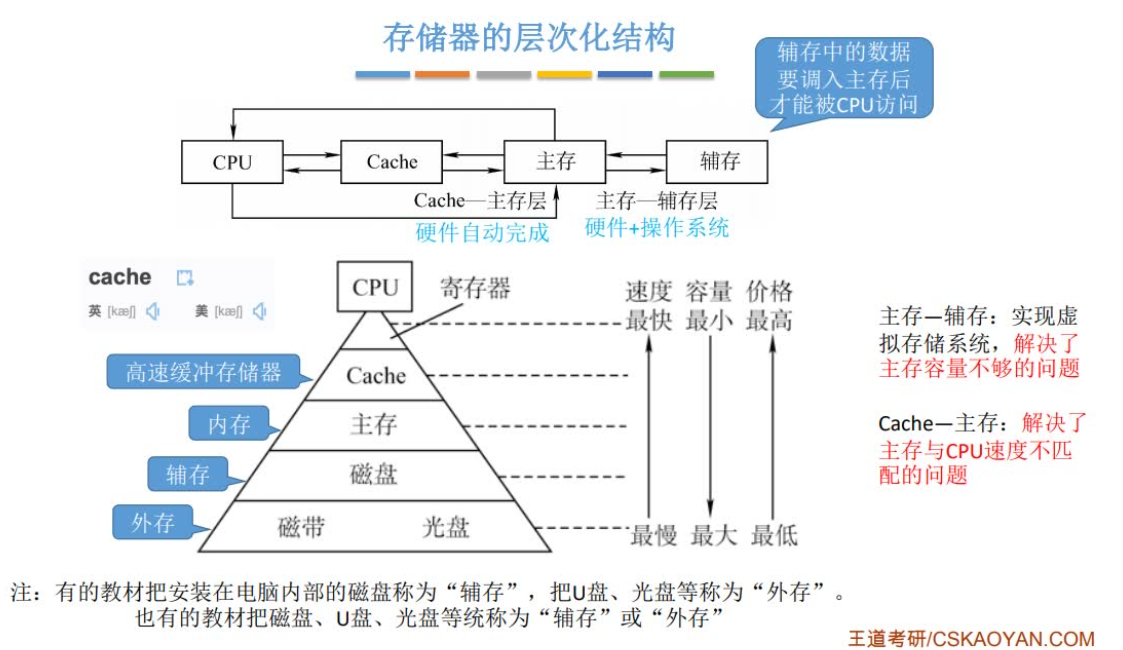 存储器的层次化结构
辅存中的数据
要调入主存后
才能被CPU访问
CPU
Cache
主存
辅存
Cache—主存层
主存—辅存层
硬件自动完成
硬件+操作系统
cache
英 [kæʃ]
美 [kæʃ]
CPU
寄存器
速度 容量 价格
最快 最小 最高
高速缓冲存储器
Cache
内存
主存
辅存
磁盘
外存
磁带
光盘
最慢 最大 最低
主存—辅存：实现虚
拟存储系统，解决了
主存容量不够的问题
Cache—主存：解决了
主存与CPU速度不匹
配的问题
注：有的教材把安装在电脑内部的磁盘称为“辅存”，把U盘、光盘等称为“外存”。
也有的教材把磁盘、U盘、光盘等统称为“辅存”或“外存”
王道考研/CSKAOYAN.COM